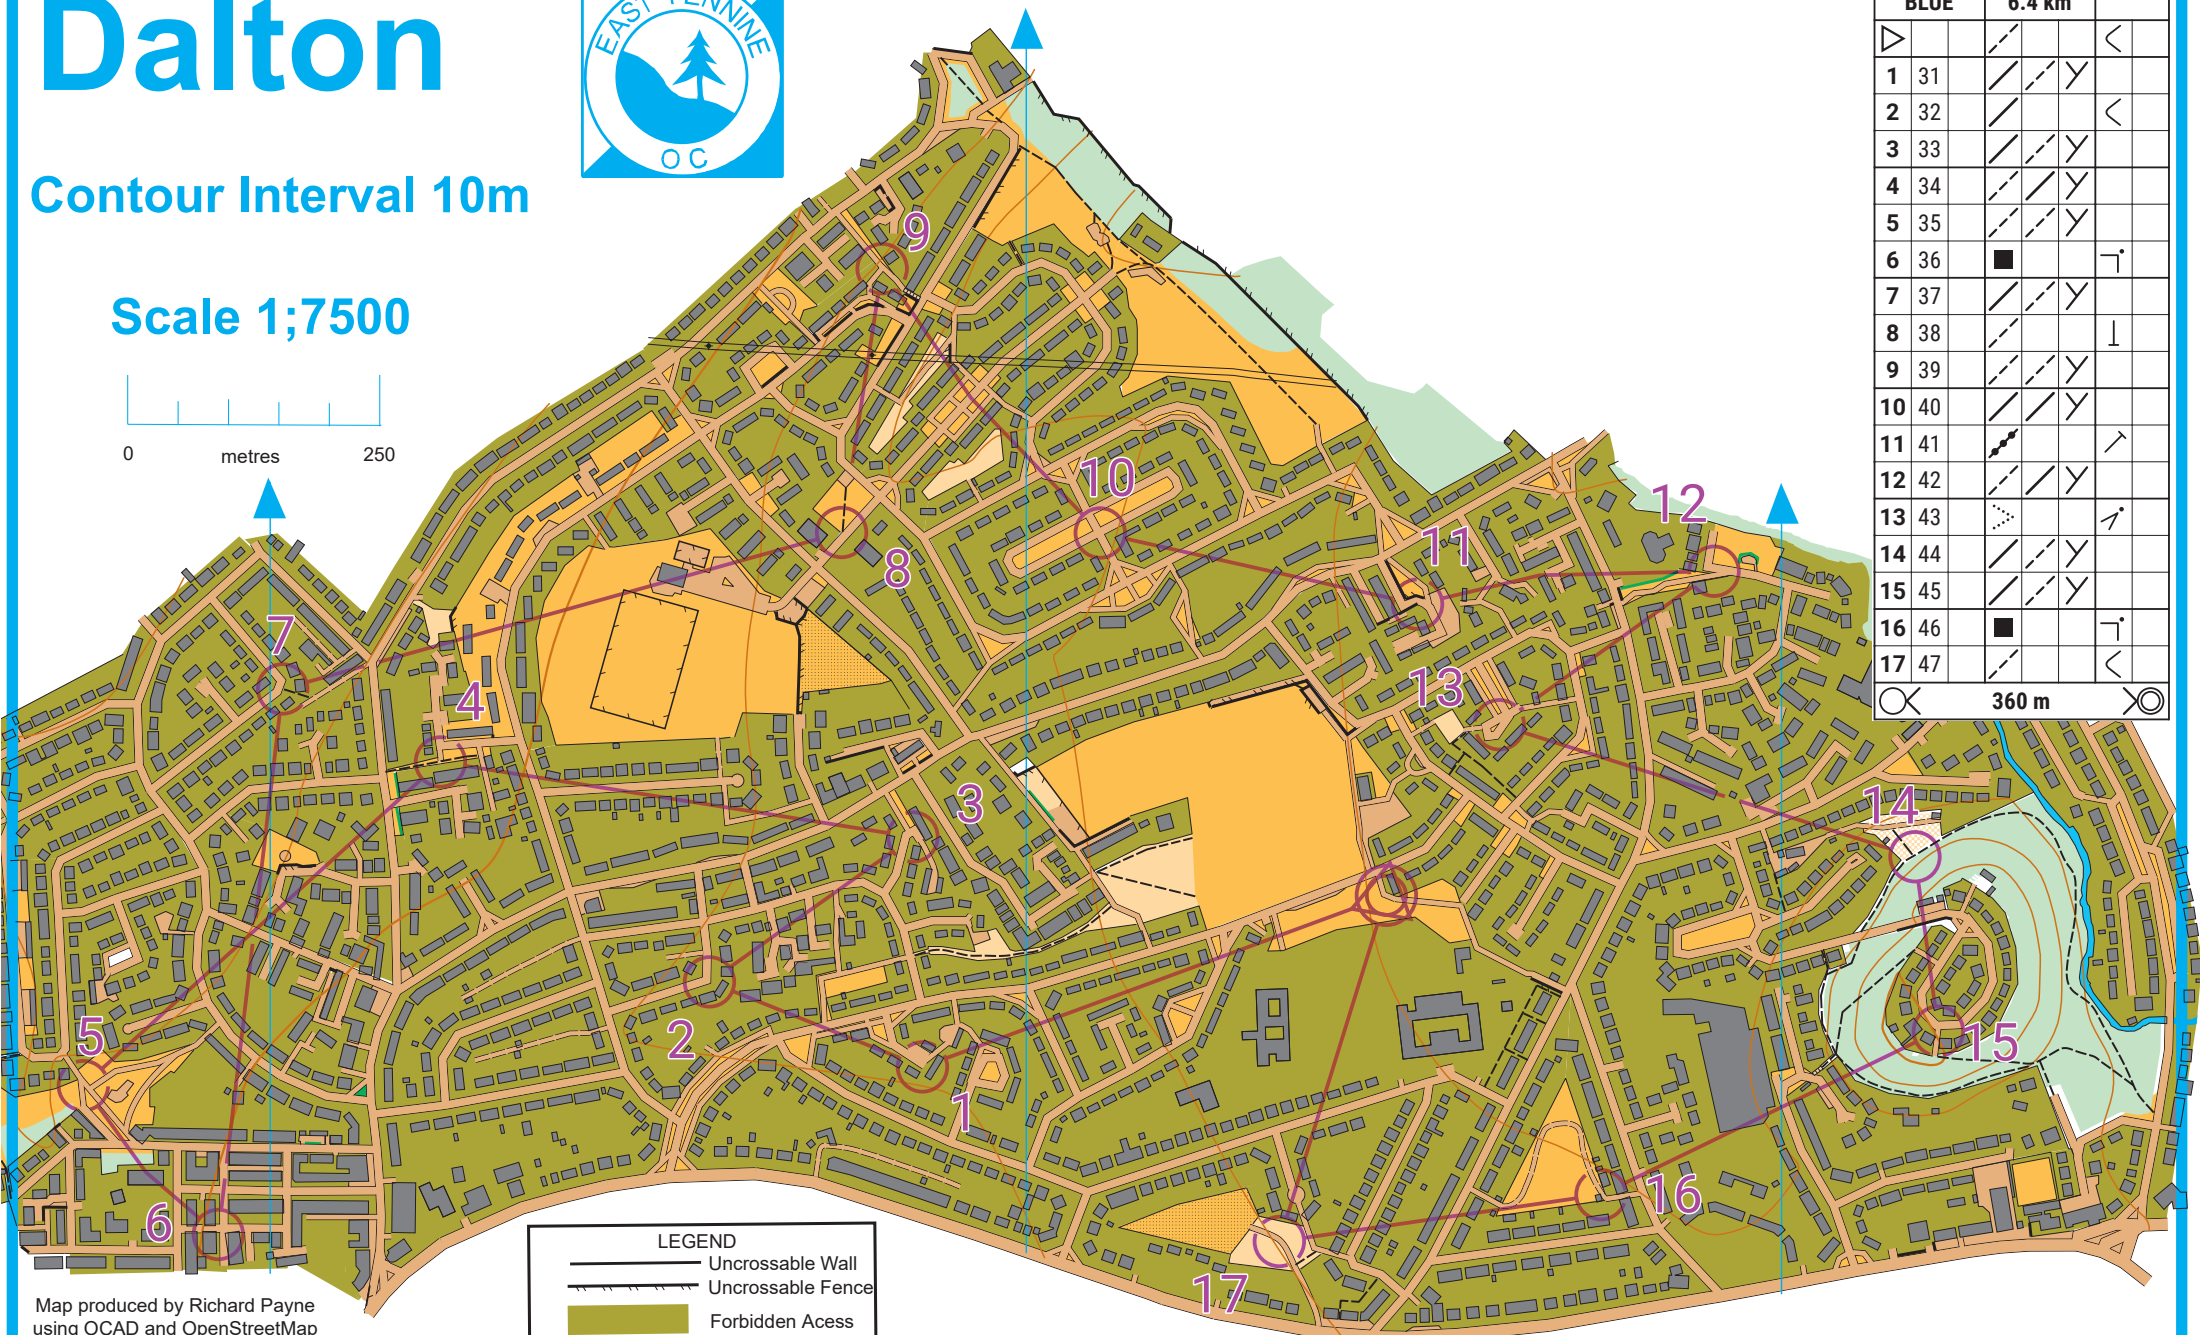 Dalton
EAST PENNINE
OC
Contour Interval 10m
Scale 1;7500
0 metres 250
BLUE 6.4 km
1 31
2 32
3 33
4 34
5 35
6 36
7 37
8 38
9 39
10 40
11 41
12 42
13 43
14 44
15 45
16 46
17 47
360 m
9
10
12
11
8
7
13
4
3
14
2
5
15
1
16
6
17
LEGEND
Uncrossable Wall
Uncrossable Fence
Forbidden Acess
Map produced by Richard Payne
using OCAD and OpenStreetMap